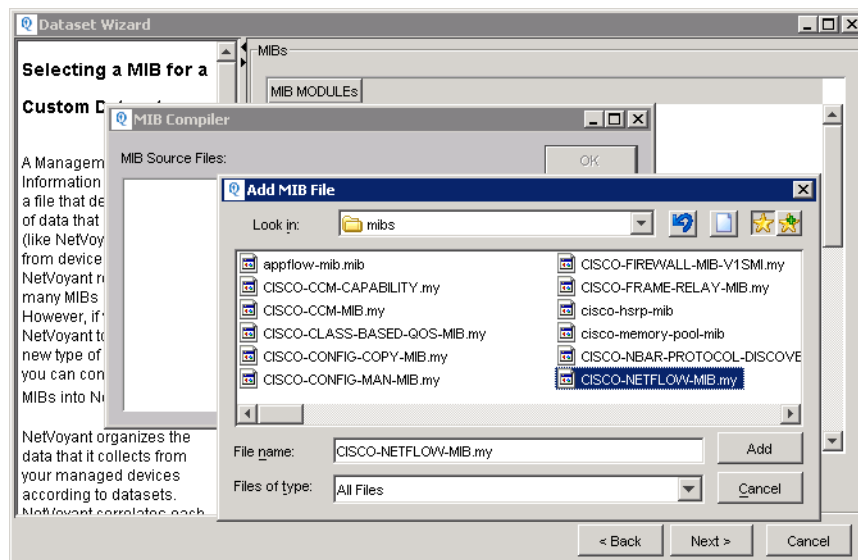 Dataset Wizard
Selecting a MIB for a
Custom D
A Managem
Information
a file that de
of data that
(like NetVoy
from device
NetVoyant r
many MIBs
However, if
NetVoyant to
new type of
you can con
MIBs into N
NetVoyant organizes the
data that it collects from
your managed devices
according to datasets.
NetVoyant correlates each
MIBs
MIB MODULEs
MIB Compiler
MIB Source Files:
OK
Add MIB File
Look in:
mibs
appflow-mib.mib
CISCO-CCM-CAPABILITY.my
CISCO-CCM-MIB.my
CISCO-CLASS-BASED-QOS-MIB.my
CISCO-CONFIG-COPY-MIB.my
CISCO-CONFIG-MAN-MIB.my
CISCO-FIREWALL-MIB-V1SMI.my
CISCO-FRAME-RELAY-MIB.my
cisco-hsrp-mib
cisco-memory-pool-mib
CISCO-NBAR-PROTOCOL-DISCOVE
CISCO-NETFLOW-MIB.my
File name:
CISCO-NETFLOW-MIB.my
Add
Files of type:
All Files
Cancel
< Back
Next >
Cancel